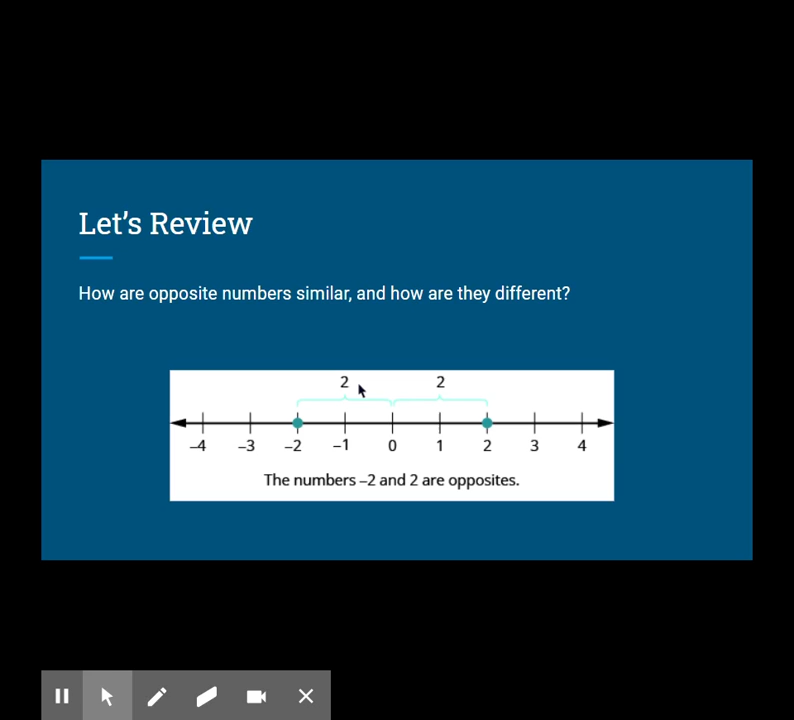 Let's Review
How are opposite numbers similar, and how are they different?
2 2
–4 –3 –2 –1 0 1 2 3 4
The numbers –2 and 2 are opposites.